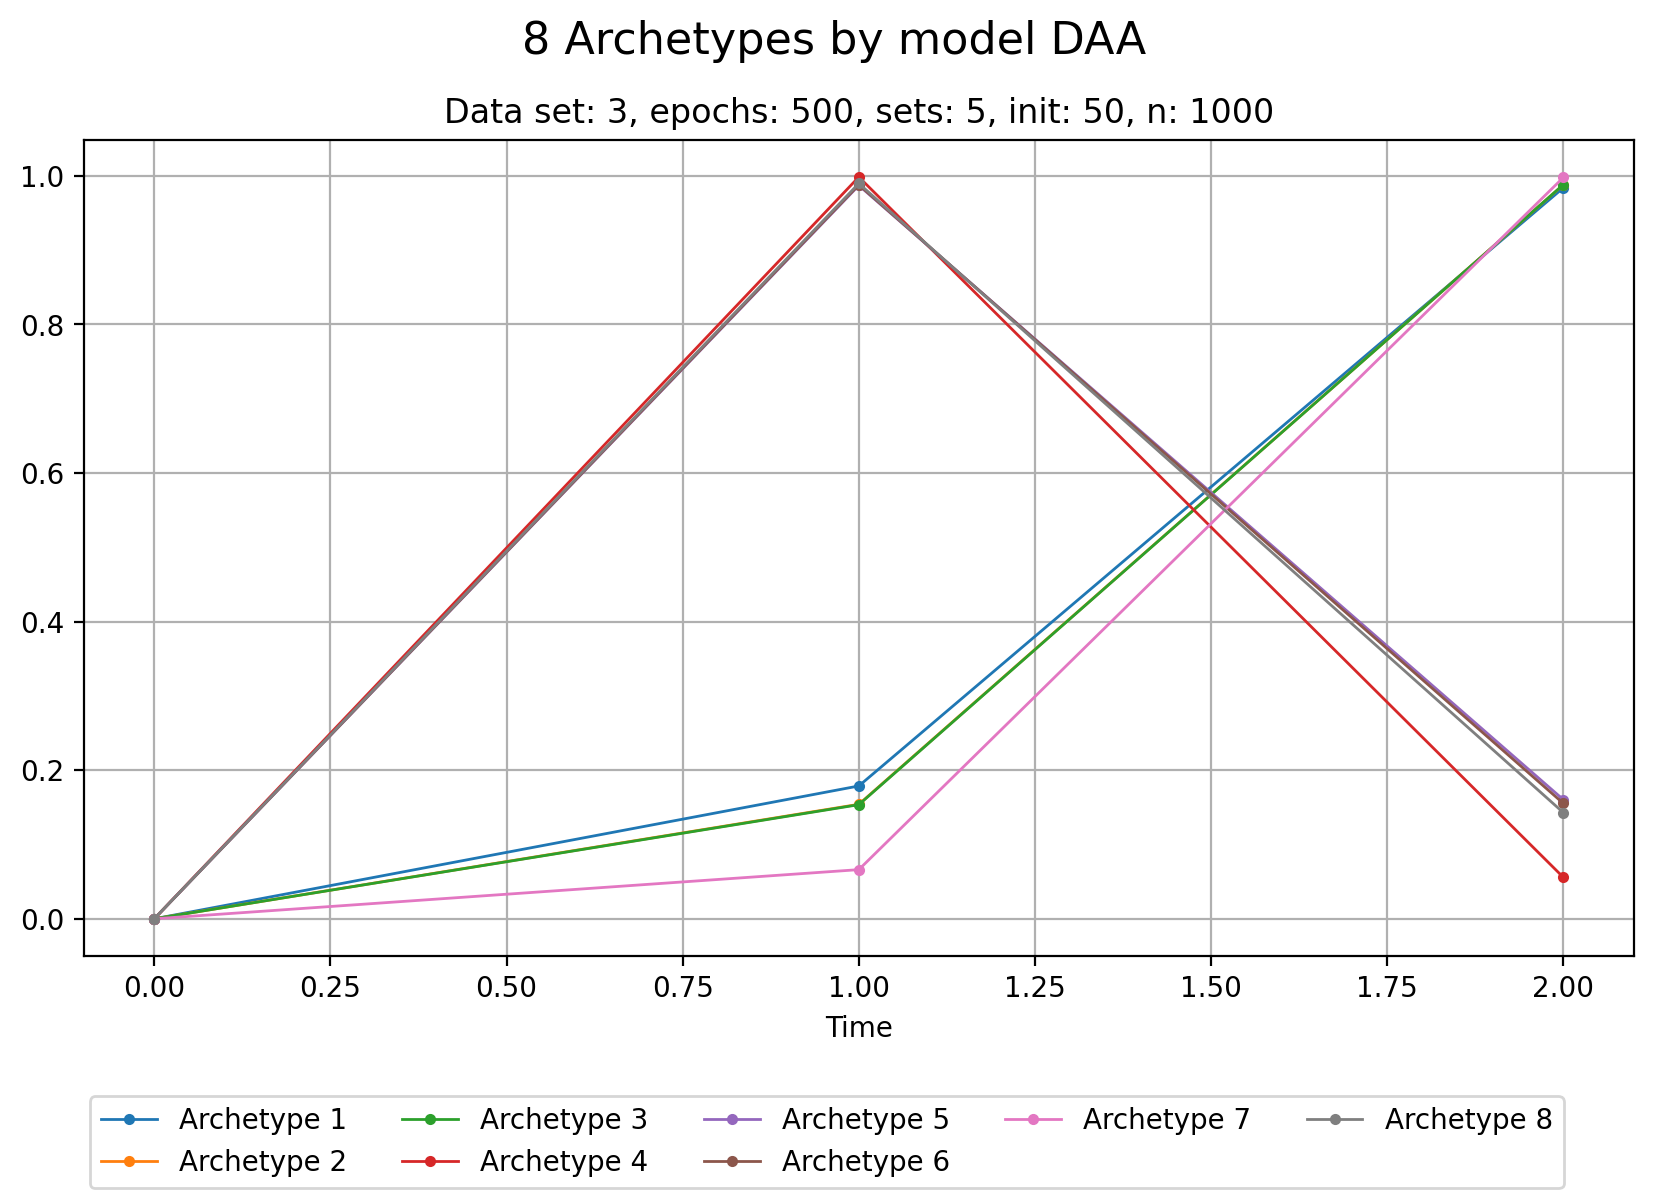 8 Archetypes by model DAA
Data set: 3, epochs: 500, sets: 5, init: 50, n: 1000
1.0
0.8
0.6
0.4
0.2
0.0
0.00 0.25 0.50 0.75 1.00 1.25 1.50 1.75 2.00
Time
Archetype 1 Archetype 3 Archetype 5 Archetype 7 Archetype 8
Archetype 2 Archetype 4 Archetype 6